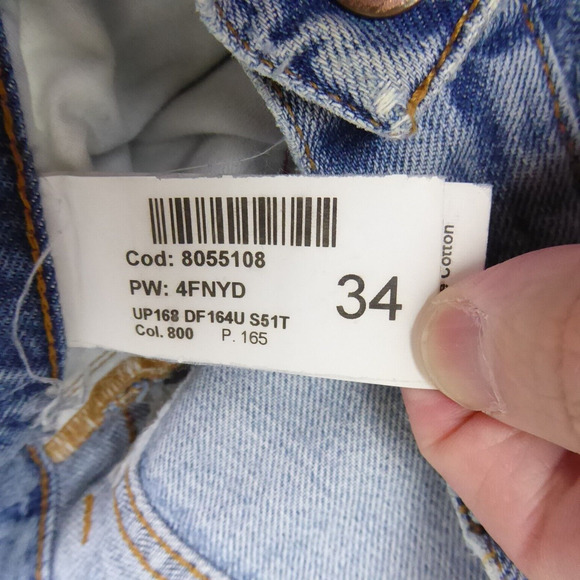 Cod: 8055108
PW: 4FNYD
34
UP168 DF164U S51T
Col. 800 P. 165
Cotton